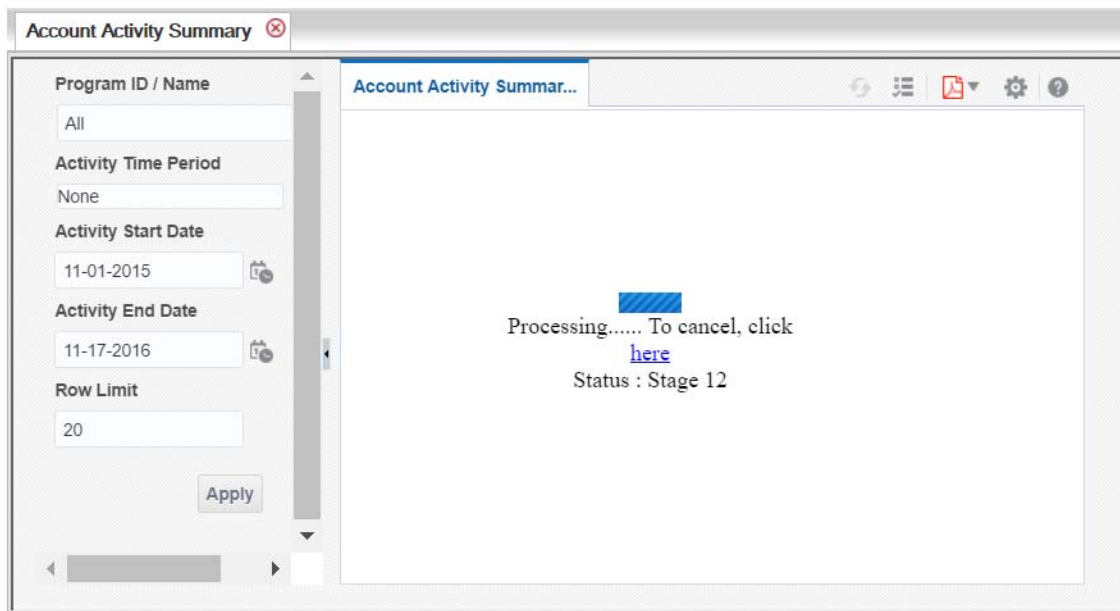 Account Activity Summary
Program ID / Name
All
Activity Time Period
None
Activity Start Date
11-01-2015
Activity End Date
11-17-2016
Row Limit
20
Apply
Account Activity Summar...
Processing...... To cancel, click
here
Status : Stage 12